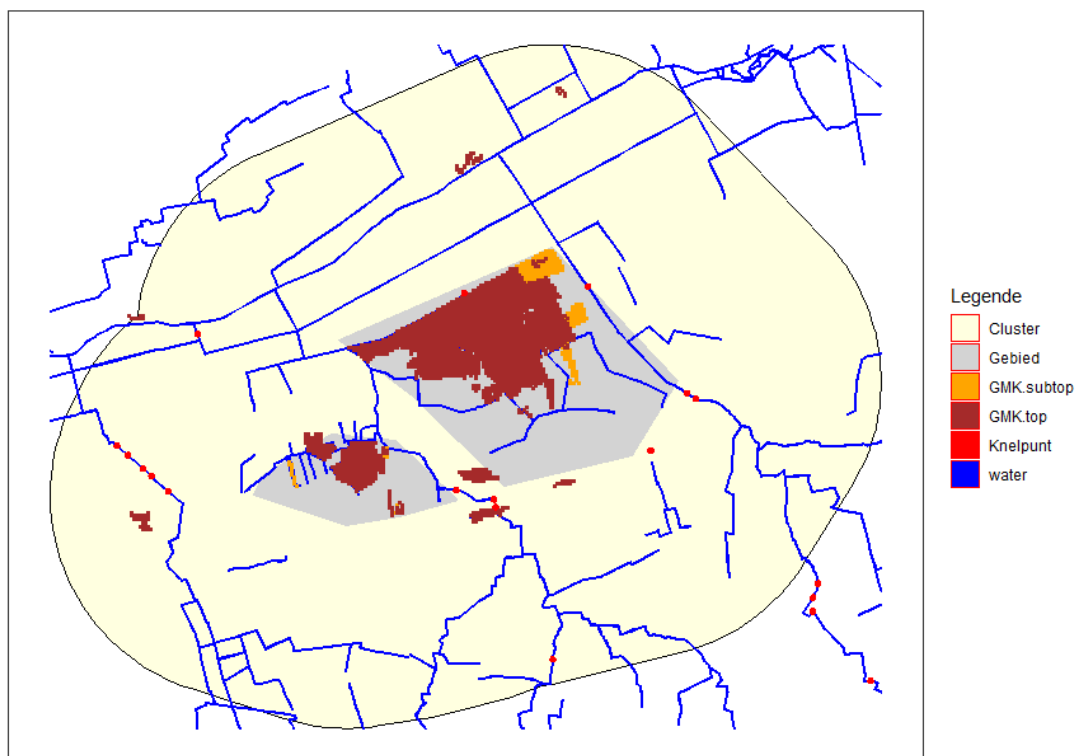 Legende
Cluster
Gebied
GMK.subtop
GMK.top
Knelpunt
water